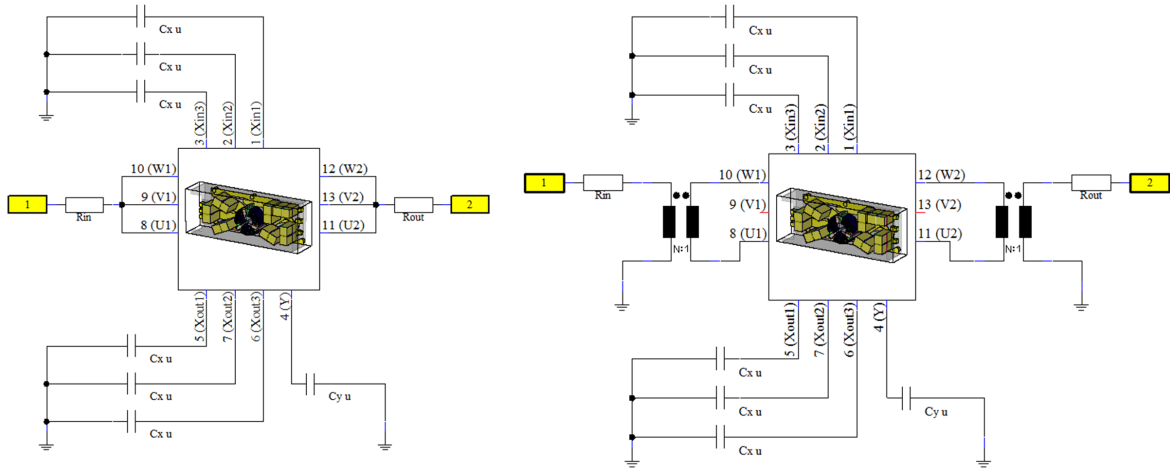 Cx u
Cx u
Cx u
3 (Xin3)
2 (Xin2)
1 (Xin1)
10 (W1)
9 (V1)
8 (U1)
12 (W2)
13 (V2)
11 (U2)
1
Rin
Rout
2
5 (Xout1)
7 (Xout2)
6 (Xout3)
4 (Y)
Cx u
Cx u
Cx u
Cy u
Cx u
Cx u
Cx u
3 (Xin3)
2 (Xin2)
1 (Xin1)
1
Rin
N:1
10 (W1)
9 (V1)
8 (U1)
12 (W2)
13 (V2)
11 (U2)
N:1
Rout
2
5 (Xout1)
7 (Xout2)
6 (Xout3)
4 (Y)
Cx u
Cx u
Cx u
Cy u